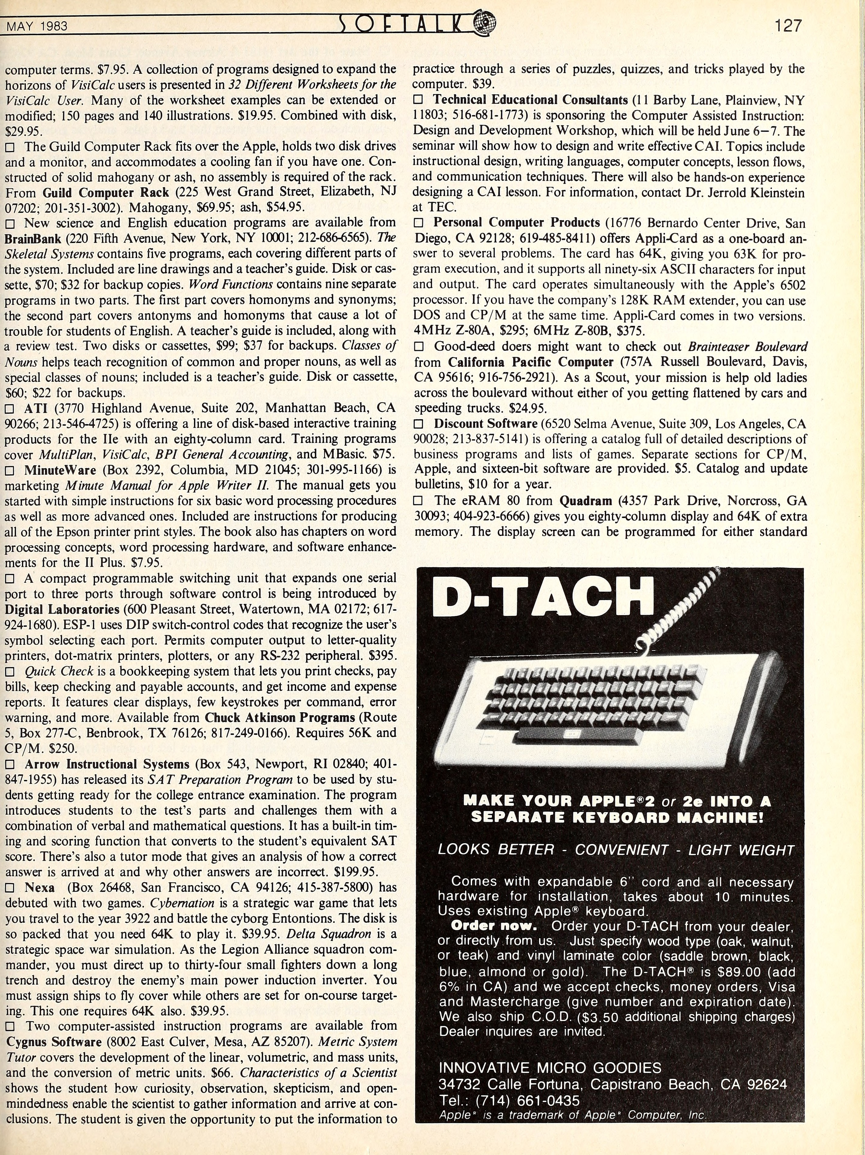 MAY 1983
SOFTALK
127
computer terms. $7.95. A collection of programs designed to expand the
horizons of VisiCalc users is presented in 32 Different Worksheets for the
VisiCalc User. Many of the worksheet examples can be extended or
modified; 150 pages and 140 illustrations. $19.95. Combined with disk,
$29.95.
□ The Guild Computer Rack fits over the Apple, holds two disk drives
and a monitor, and accommodates a cooling fan if you have one. Con-
structed of solid mahogany or ash, no assembly is required of the rack.
From Guild Computer Rack (225 West Grand Street, Elizabeth, NJ
07202; 201-351-3002). Mahogany, $69.95; ash, $54.95.
□ New science and English education programs are available from
BrainBank (220 Fifth Avenue, New York, NY 10001; 212-686-6565). The
Skeletal Systems contains five programs, each covering different parts of
the system. Included are line drawings and a teacher's guide. Disk or cas-
sette, $70; $32 for backup copies. Word Functions contains nine separate
programs in two parts. The first part covers homonyms and synonyms;
the second part covers antonyms and homonyms that cause a lot of
trouble for students of English. A teacher's guide is included, along with
a review test. Two disks or cassettes, $99; $37 for backups. Classes of
Nouns helps teach recognition of common and proper nouns, as well as
special classes of nouns; included is a teacher's guide. Disk or cassette,
$60; $22 for backups.
□ ATI (3770 Highland Avenue, Suite 202, Manhattan Beach, CA
90266; 213-546-4725) is offering a line of disk-based interactive training
products for the IIe with an eighty-column card. Training programs
cover MultiPlan, VisiCalc, BPI General Accounting, and MBasic. $75.
□ MinuteWare (Box 2392, Columbia, MD 21045; 301-995-1166) is
marketing Minute Manual for Apple Writer II. The manual gets you
started with simple instructions for six basic word processing procedures
as well as more advanced ones. Included are instructions for producing
all of the Epson printer print styles. The book also has chapters on word
processing concepts, word processing hardware, and software enhance-
ments for the II Plus. $7.95.
□ A compact programmable switching unit that expands one serial
port to three ports through software control is being introduced by
Digital Laboratories (600 Pleasant Street, Watertown, MA 02172; 617-
924-1680). ESP-1 uses DIP switch-control codes that recognize the user's
symbol selecting each port. Permits computer output to letter-quality
printers, dot-matrix printers, plotters, or any RS-232 peripheral. $395.
□ Quick Check is a bookkeeping system that lets you print checks, pay
bills, keep checking and payable accounts, and get income and expense
reports. It features clear displays, few keystrokes per command, error
warning, and more. Available from Chuck Atkinson Programs (Route
5, Box 277-C, Benbrook, TX 76126; 817-249-0166). Requires 56K and
CP/M. $250.
□ Arrow Instructional Systems (Box 543, Newport, RI 02840; 401-
847-1955) has released its SAT Preparation Program to be used by stu-
dents getting ready for the college entrance examination. The program
introduces students to the test's parts and challenges them with a
combination of verbal and mathematical questions. It has a built-in tim-
ing and scoring function that converts to the student's equivalent SAT
score. There's also a tutor mode that gives an analysis of how a correct
answer is arrived at and why other answers are incorrect. $199.95.
□ Nexa (Box 26468, San Francisco, CA 94126; 415-387-5800) has
debuted with two games. Cybernation is a strategic war game that lets
you travel to the year 3922 and battle the cyborg Entontions. The disk is
so packed that you need 64K to play it. $39.95. Delta Squadron is a
strategic space war simulation. As the Legion Alliance squadron com-
mander, you must direct up to thirty-four small fighters down a long
trench and destroy the enemy's main power induction inverter. You
must assign ships to fly cover while others are set for on-course target-
ing. This one requires 64K also. $39.95.
□ Two computer-assisted instruction programs are available from
Cygnus Software (8002 East Culver, Mesa, AZ 85207). Metric System
Tutor covers the development of the linear, volumetric, and mass units,
and the conversion of metric units. $66. Characteristics of a Scientist
shows the student how curiosity, observation, skepticism, and open-
mindedness enable the scientist to gather information and arrive at con-
clusions. The student is given the opportunity to put the information to
practice through a series of puzzles, quizzes, and tricks played by the
computer. $39.
□ Technical Educational Consultants (11 Barby Lane, Plainview, NY
11803; 516-681-1773) is sponsoring the Computer Assisted Instruction:
Design and Development Workshop, which will be held June 6–7. The
seminar will show how to design and write effective CAI. Topics include
instructional design, writing languages, computer concepts, lesson flows,
and communication techniques. There will also be hands-on experience
designing a CAI lesson. For information, contact Dr. Jerrold Kleinstein
at TEC.
□ Personal Computer Products (16776 Bernardo Center Drive, San
Diego, CA 92128; 619-485-8411) offers Appli-Card as a one-board an-
swer to several problems. The card has 64K, giving you 63K for pro-
gram execution, and it supports all ninety-six ASCII characters for input
and output. The card operates simultaneously with the Apple's 6502
processor. If you have the company's 128K RAM extender, you can use
DOS and CP/M at the same time. Appli-Card comes in two versions.
4MHz Z-80A, $295; 6MHz Z-80B, $375.
□ Good-deed doers might want to check out Brainteaser Boulevard
from California Pacific Computer (757A Russell Boulevard, Davis,
CA 95616; 916-756-2921). As a Scout, your mission is help old ladies
across the boulevard without either of you getting flattened by cars and
speeding trucks. $24.95.
□ Discount Software (6520 Selma Avenue, Suite 309, Los Angeles, CA
90028; 213-837-5141) is offering a catalog full of detailed descriptions of
business programs and lists of games. Separate sections for CP/M,
Apple, and sixteen-bit software are provided. $5. Catalog and update
bulletins, $10 for a year.
□ The eRAM 80 from Quadram (4357 Park Drive, Norcross, GA
30093; 404-923-6666) gives you eighty-column display and 64K of extra
memory. The display screen can be programmed for either standard
D-TACH
MAKE YOUR APPLE®2 or 2e INTO A
SEPARATE KEYBOARD MACHINE!
LOOKS BETTER - CONVENIENT - LIGHT WEIGHT
Comes with expandable 6" cord and all necessary
hardware for installation, takes about 10 minutes.
Uses existing Apple® keyboard.
Order now. Order your D-TACH from your dealer,
or directly from us. Just specify wood type (oak, walnut,
or teak) and vinyl laminate color (saddle brown, black,
blue, almond or gold). The D-TACH® is $89.00 (add
6% in CA) and we accept checks, money orders, Visa
and Mastercharge (give number and expiration date).
We also ship C.O.D. ($3.50 additional shipping charges)
Dealer inquires are invited.
INNOVATIVE MICRO GOODIES
34732 Calle Fortuna, Capistrano Beach, CA 92624
Tel.: (714) 661-0435
Apple® is a trademark of Apple® Computer, Inc.